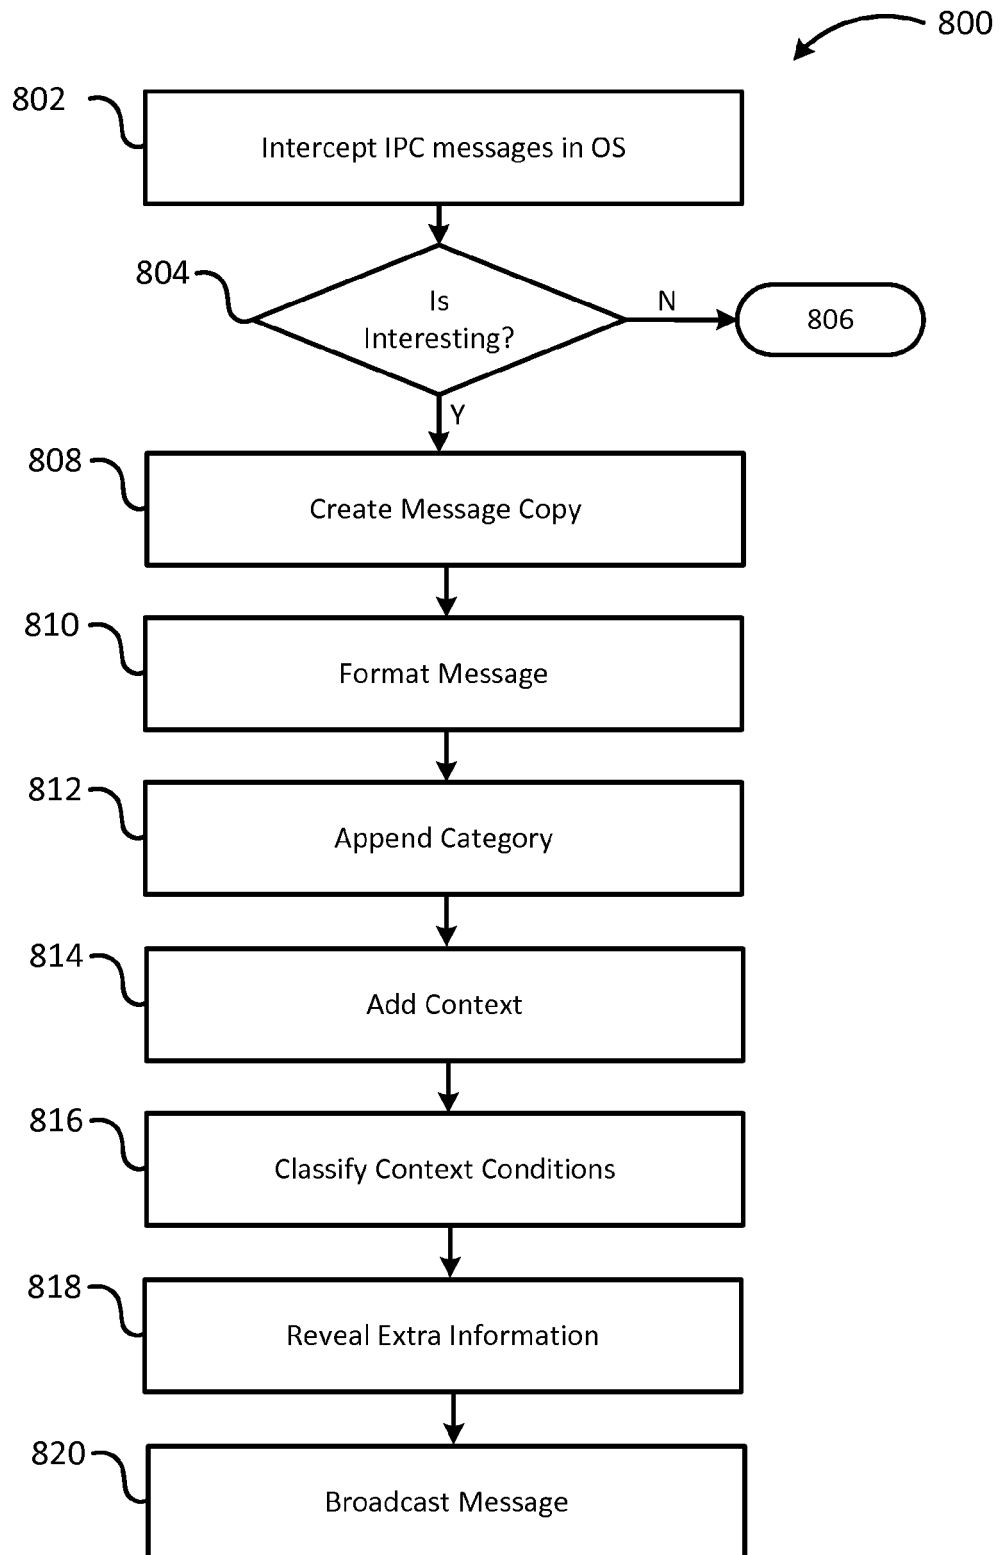 800
802
Intercept IPC messages in OS
804
Is
Interesting?
N
806
Y
808
Create Message Copy
810
Format Message
812
Append Category
814
Add Context
816
Classify Context Conditions
818
Reveal Extra Information
820
Broadcast Message